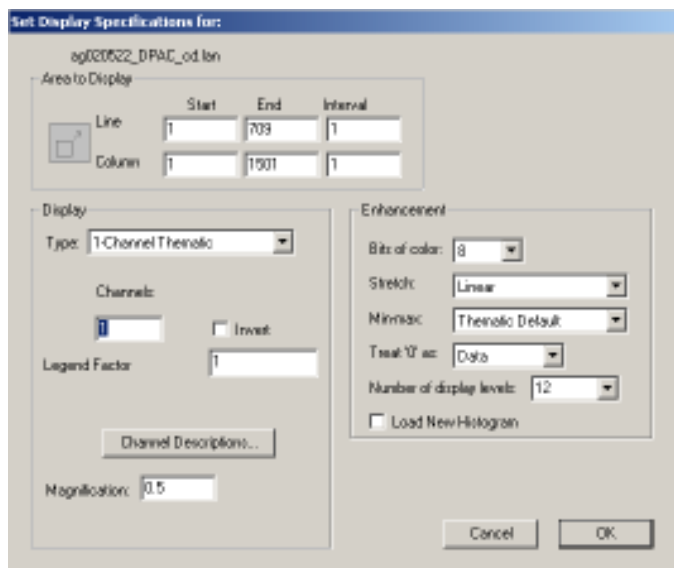 Set Display Specifications for:
ag020522_DPAC_cd.lan
Area to Display
Start End Interval
Line 1 709 1
Column 1 1501 1
Display
Type: 1-Channel Thematic
Channels:
1 Invert
Legend Factor 1
Channel Descriptions...
Magnification: 0.5
Enhancement
Bits of color: 8
Stretch: Linear
Min-max: Thematic Default
Treat '0' as: Data
Number of display levels: 12
Load New Histogram
Cancel OK